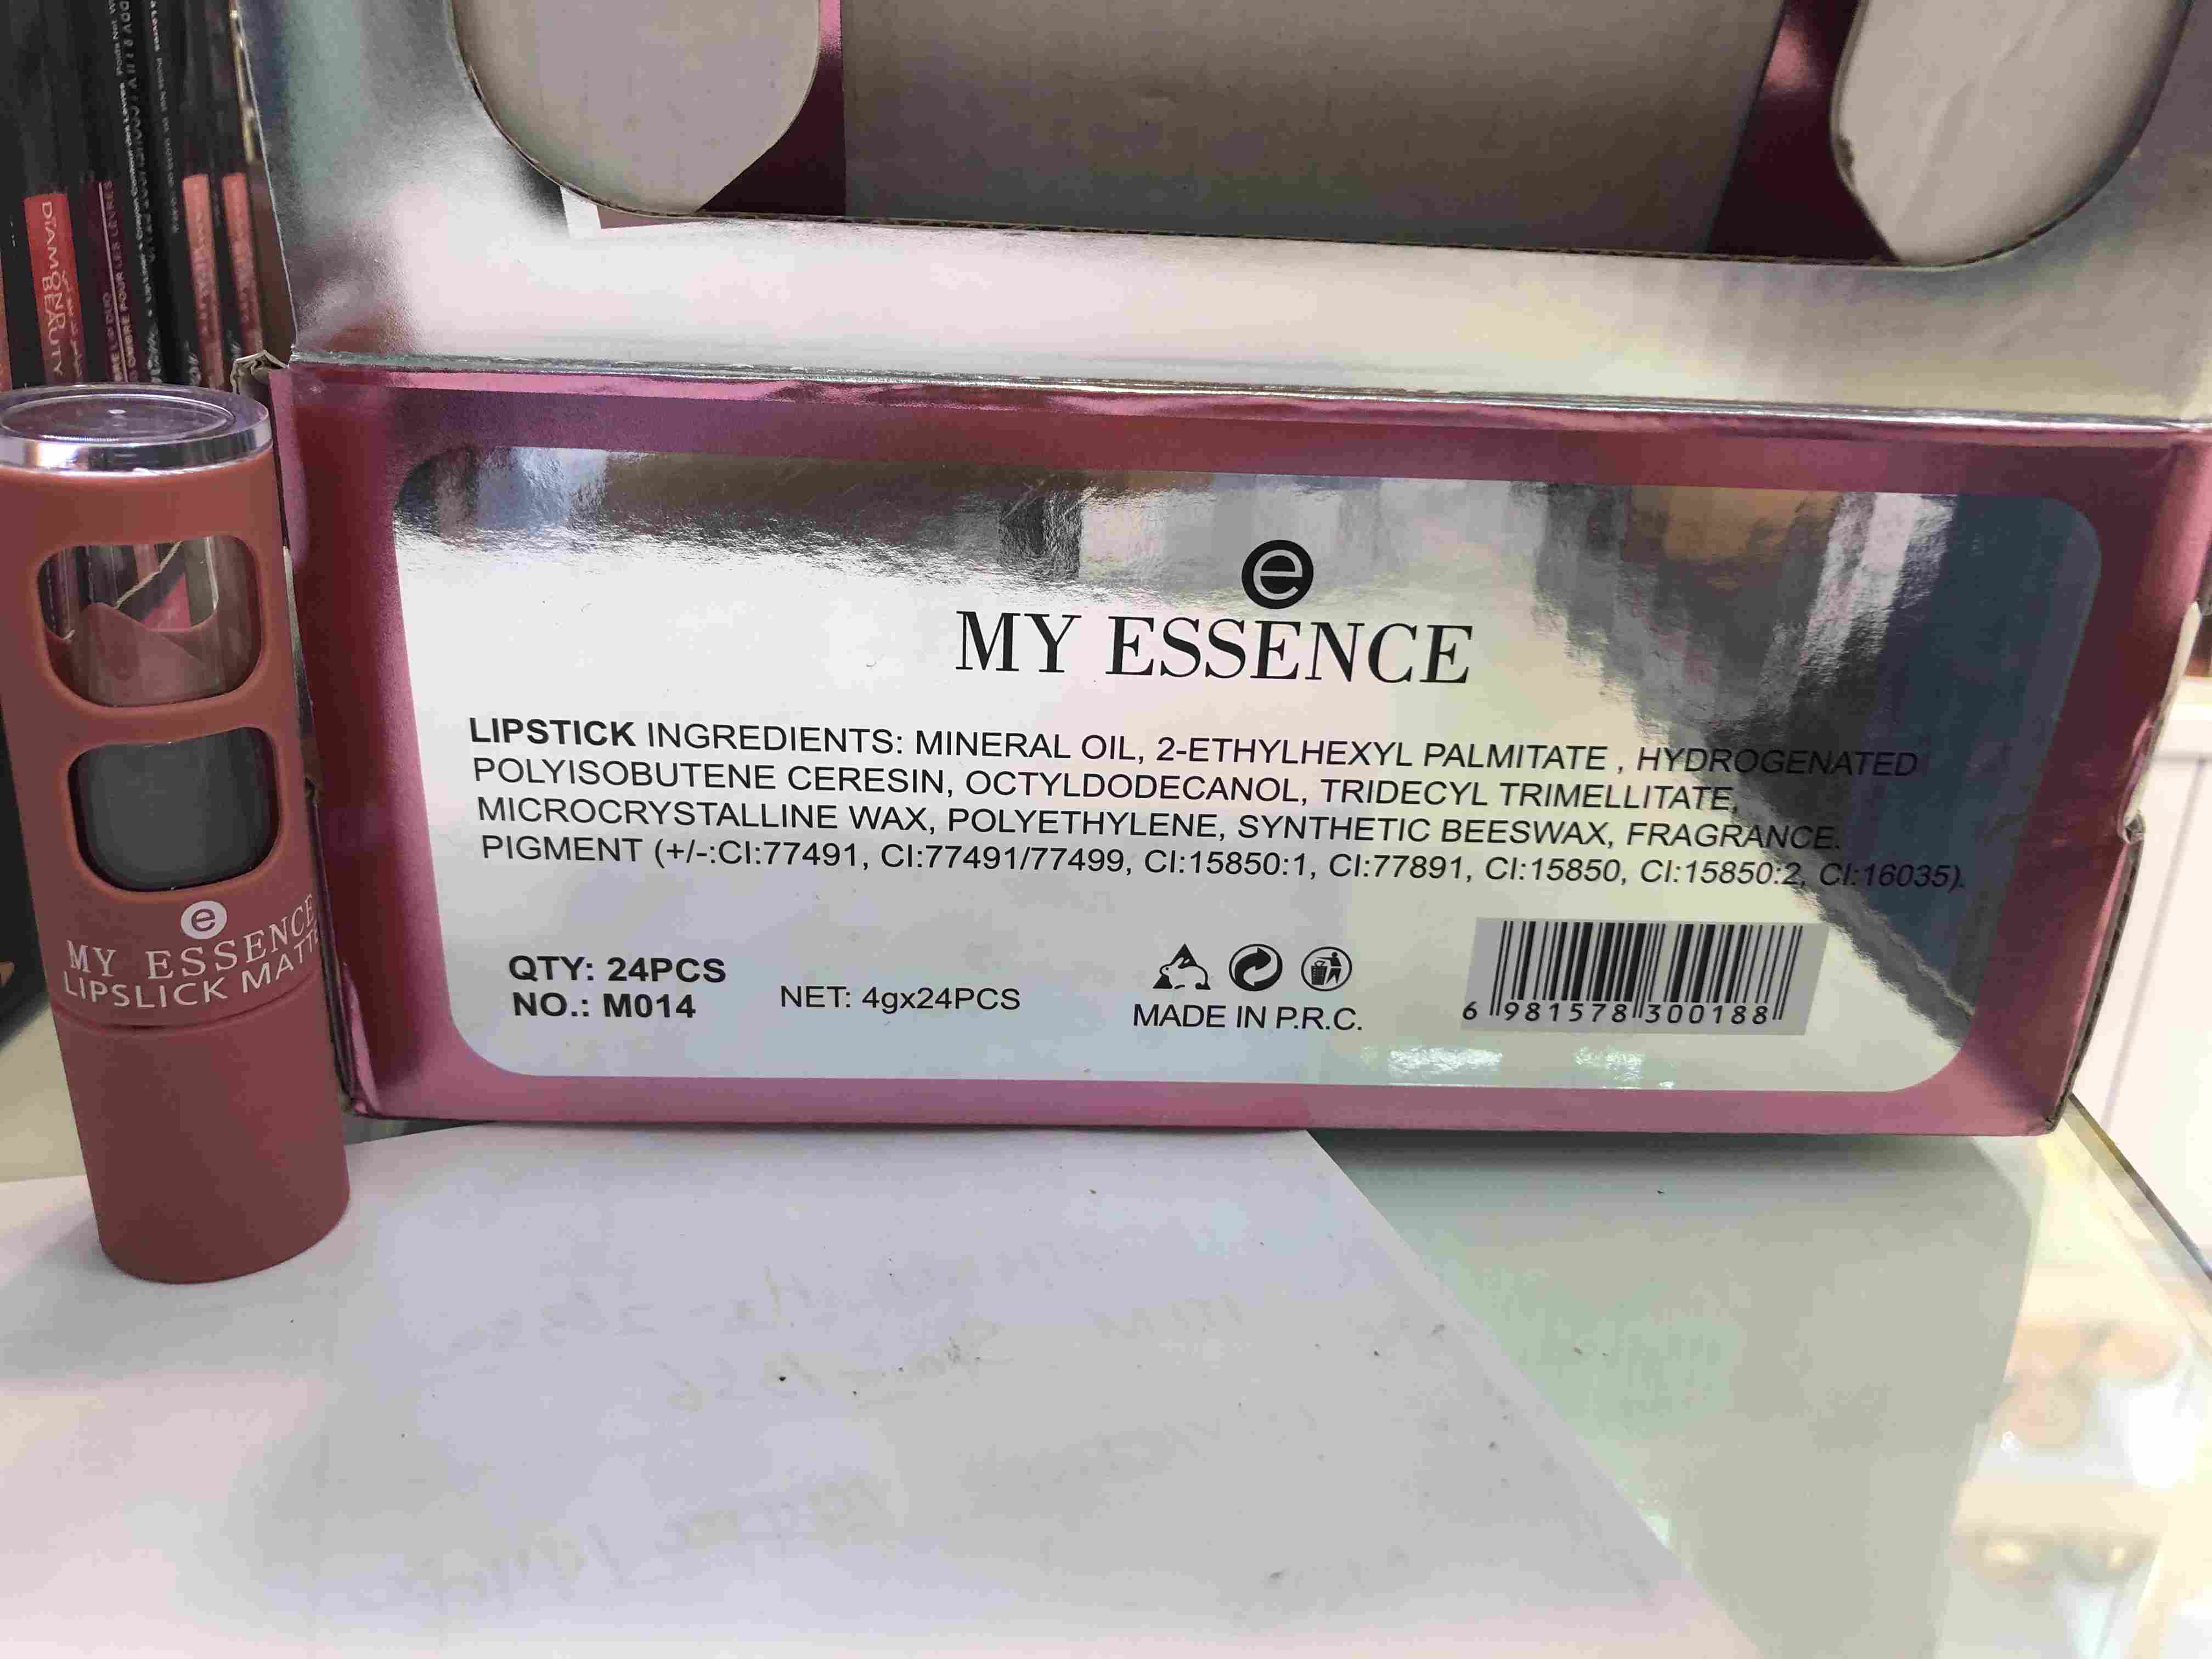 DIAMOND
BEAUTY
e
MY ESSENCE
LIPSLICK MATTE
e
MY ESSENCE
LIPSTICK INGREDIENTS: MINERAL OIL, 2-ETHYLHEXYL PALMITATE , HYDROGENATED
POLYISOBUTENE CERESIN, OCTYLDODECANOL, TRIDECYL TRIMELLITATE,
MICROCRYSTALLINE WAX, POLYETHYLENE, SYNTHETIC BEESWAX, FRAGRANCE.
PIGMENT (+/-:CI:77491, CI:77491/77499, CI:15850:1, CI:77891, CI:15850, CI:15850:2, CI:16035).
QTY: 24PCS
NO.: M014
NET: 4gx24PCS
MADE IN P.R.C.
6 981578 300188